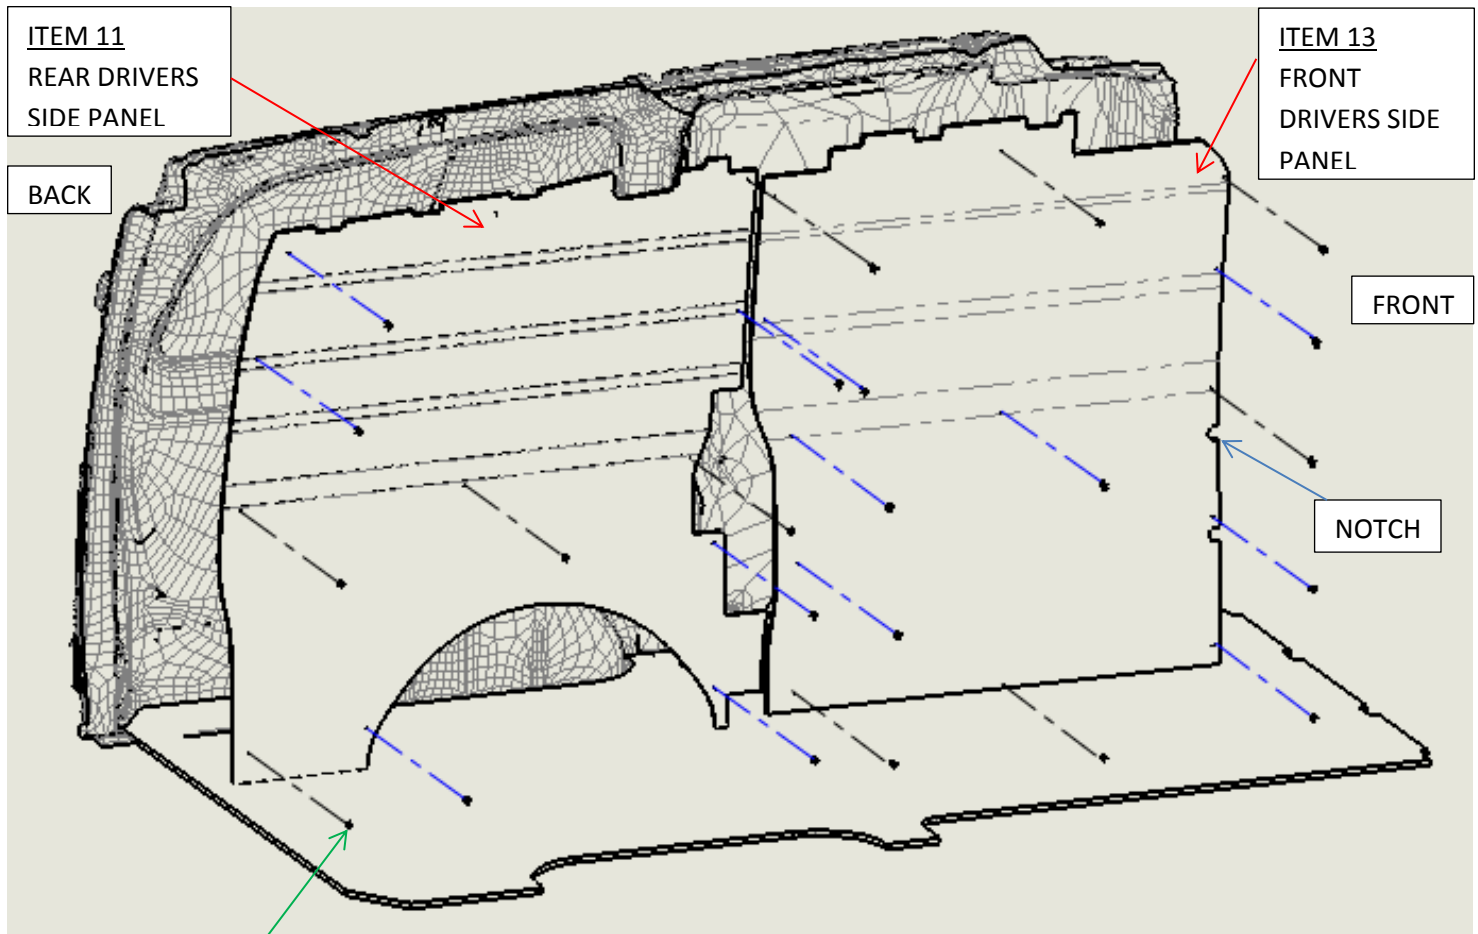 ITEM 11
REAR DRIVERS
SIDE PANEL
BACK
ITEM 13
FRONT
DRIVERS SIDE
PANEL
FRONT
NOTCH